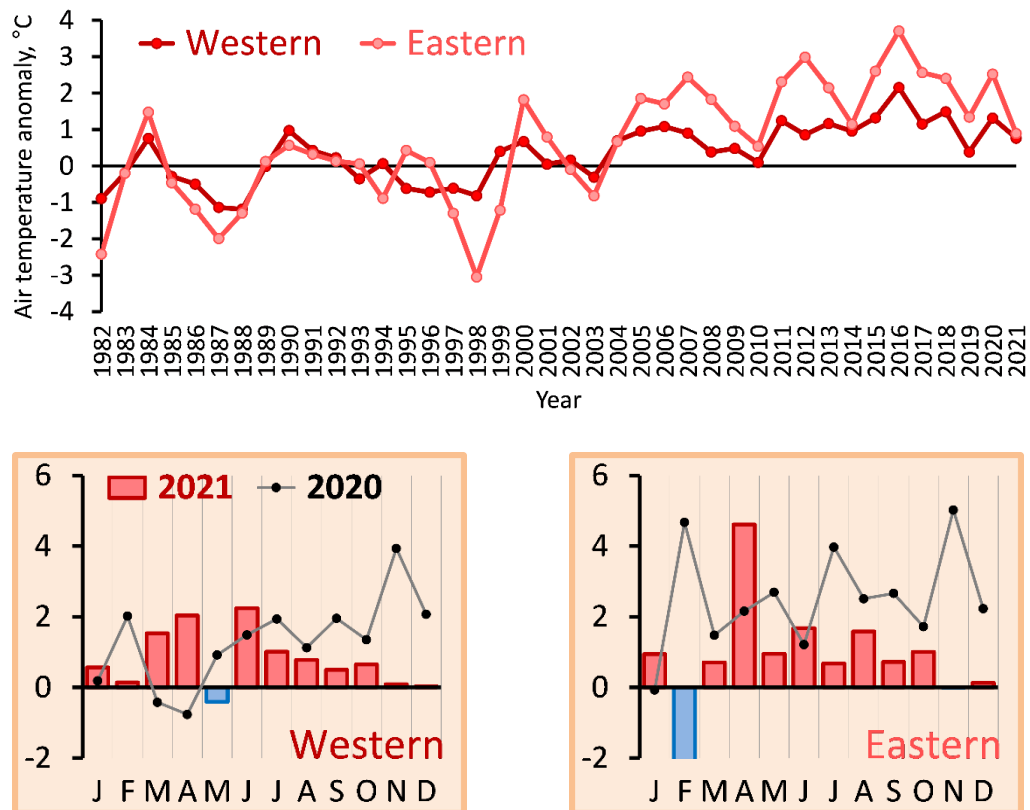 Air temperature anomaly, °C
4
3
2
1
0
-1
-2
-3
-4
Western Eastern
1982 1983 1984 1985 1986 1987 1988 1989 1990 1991 1992 1993 1994 1995 1996 1997 1998 1999 2000 2001 2002 2003 2004 2005 2006 2007 2008 2009 2010 2011 2012 2013 2014 2015 2016 2017 2018 2019 2020 2021
Year
6
4
2
0
-2
2021 2020
Western
J F M A M J J A S O N D
6
4
2
0
-2
Eastern
J F M A M J J A S O N D